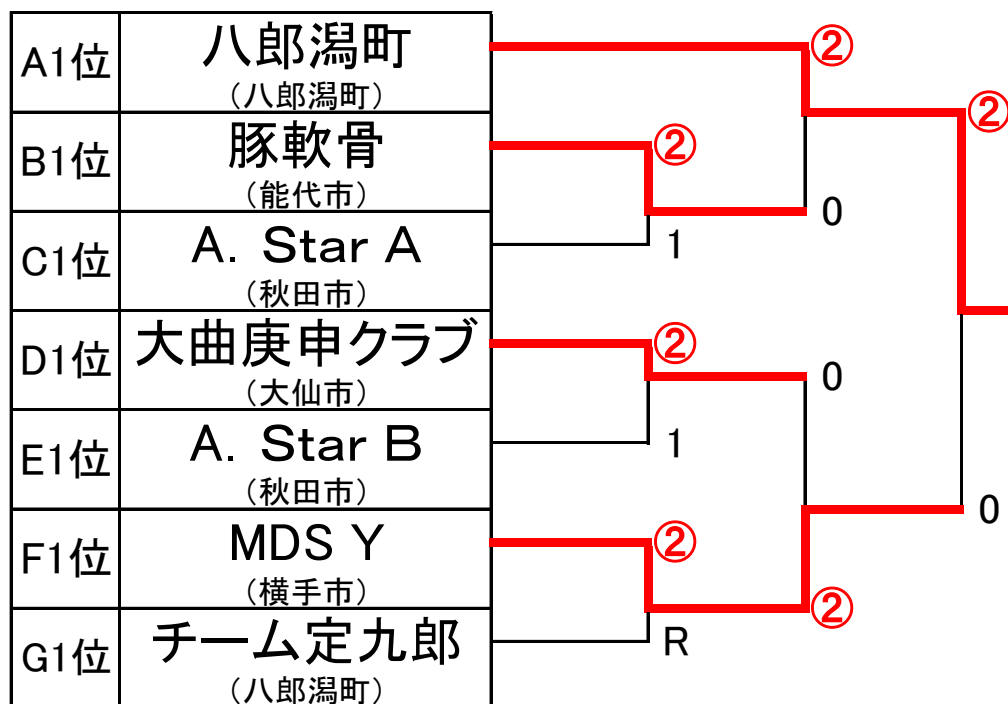 A1位
八郎潟町
(八郎潟町)
②
②
B1位
豚軟骨
(能代市)
②
0
C1位
A. Star A
(秋田市)
1
D1位
大曲庚申クラブ
(大仙市)
②
0
E1位
A. Star B
(秋田市)
1
0
F1位
MDS Y
(横手市)
②
②
G1位
チーム定九郎
(八郎潟町)
R